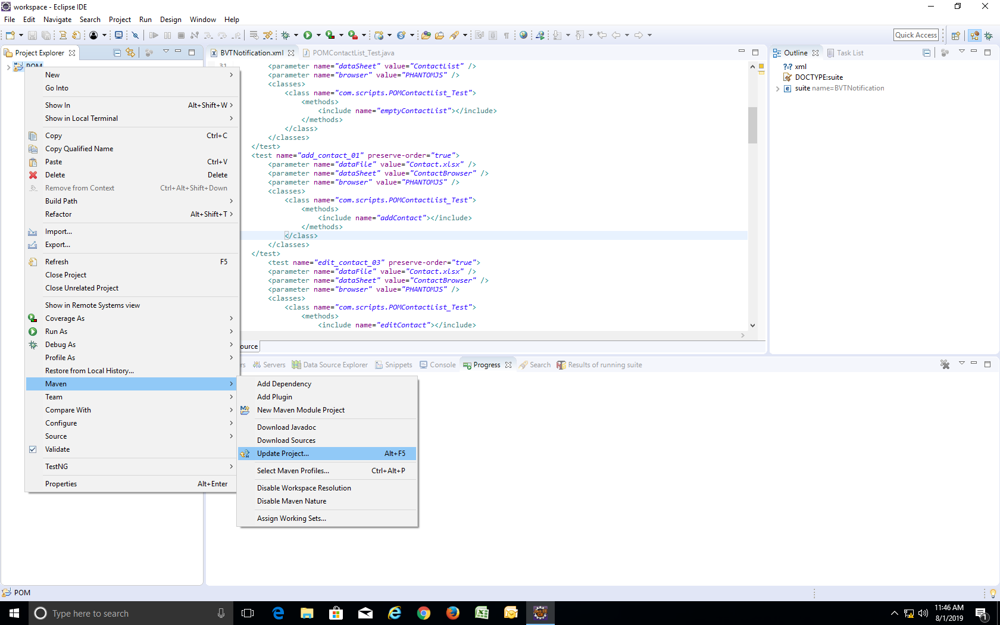 workspace - Eclipse IDE
File Edit Navigate Search Project Run Design Window Help
Quick Access
Project Explorer
POM
New
Go Into
Show In Alt+Shift+W
Show in Local Terminal
Copy Ctrl+C
Copy Qualified Name
Paste Ctrl+V
Delete Delete
Remove from Context Ctrl+Alt+Shift+Down
Build Path
Refactor Alt+Shift+T
Import...
Export...
Refresh F5
Close Project
Close Unrelated Project
Show in Remote Systems view
Coverage As
Run As
Debug As
Profile As
Restore from Local History...
Maven
Team
Compare With
Configure
Source
Validate
TestNG
Properties Alt+Enter
Add Dependency
Add Plugin
New Maven Module Project
Download Javadoc
Download Sources
Update Project... Alt+F5
Select Maven Profiles... Ctrl+Alt+P
Disable Workspace Resolution
Disable Maven Nature
Assign Working Sets...
BVTNotification.xml POMContactList_Test.java
31
<parameter name="dataSheet" value="ContactList" />
<parameter name="browser" value="PHANTOMJS" />
<classes>
<class name="com.scripts.POMContactList_Test">
<methods>
<include name="emptyContactList"></include>
</methods>
</class>
</classes>
</test>
<test name="add_contact_01" preserve-order="true">
<parameter name="dataFile" value="Contact.xlsx" />
<parameter name="dataSheet" value="ContactBrowser" />
<parameter name="browser" value="PHANTOMJS" />
<classes>
<class name="com.scripts.POMContactList_Test">
<methods>
<include name="addContact"></include>
</methods>
</class>
</classes>
</test>
<test name="edit_contact_03" preserve-order="true">
<parameter name="dataFile" value="Contact.xlsx" />
<parameter name="dataSheet" value="ContactBrowser" />
<parameter name="browser" value="PHANTOMJS" />
<classes>
<class name="com.scripts.POMContactList_Test">
<methods>
<include name="editContact"></include>
ource
rs Servers Data Source Explorer Snippets Console Progress Search Results of running suite
Outline Task List
xml
DOCTYPE:suite
suite name=BVTNotification
POM
Type here to search
11:46 AM
8/1/2019
1